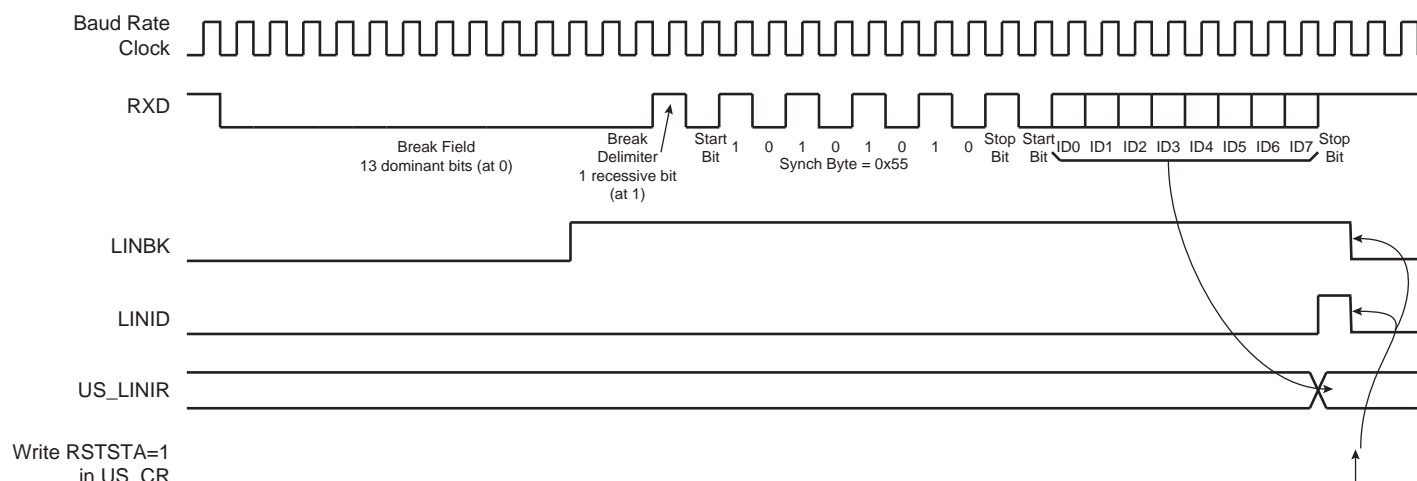 Baud Rate
Clock
RXD
Break Field
13 dominant bits (at 0)
Break
Delimiter
1 recessive bit
(at 1)
Start
Bit
1 0 1 0 1 0 1 0
Synch Byte = 0x55
Stop
Bit
Start
Bit
ID0 ID1 ID2 ID3 ID4 ID5 ID6 ID7
Stop
Bit
LINBK
LINID
US_LINIR
Write RSTSTA=1
in US_CR